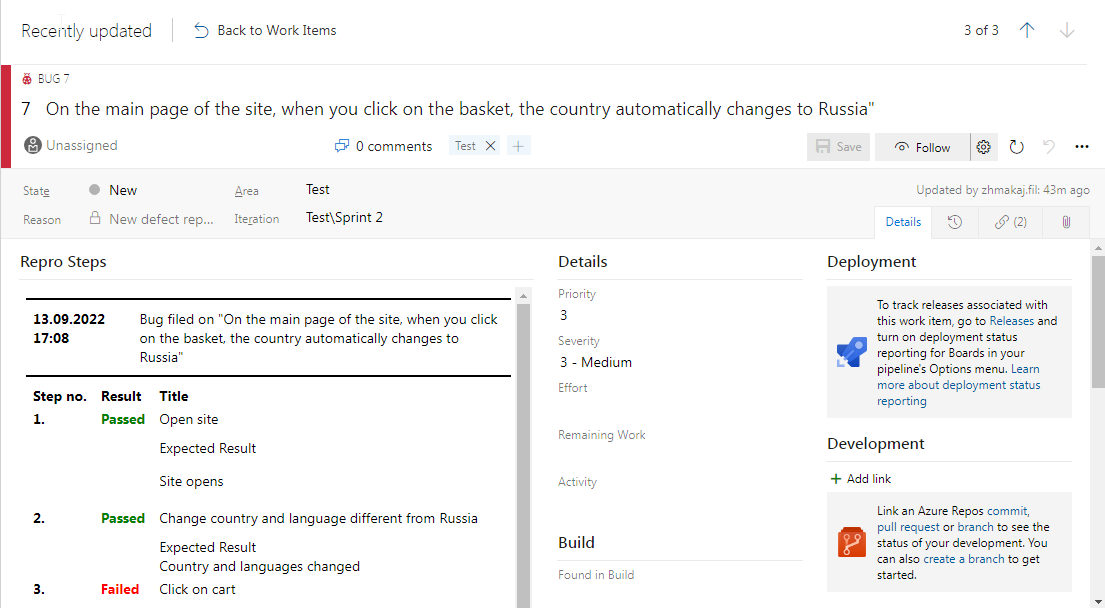 Recently updated
Back to Work Items
3 of 3
BUG 7
7 On the main page of the site, when you click on the basket, the country automatically changes to Russia"
Unassigned
0 comments
Test
Save
Follow
State
New
Area
Test
Updated by zhmakaj.fil: 43m ago
Reason
New defect rep...
Iteration
Test\Sprint 2
Details
(2)
Repro Steps
13.09.2022
17:08
Bug filed on "On the main page of the site, when you click
on the basket, the country automatically changes to
Russia"
Step no. Result Title
1. Passed Open site
Expected Result
Site opens
2. Passed Change country and language different from Russia
Expected Result
Country and languages changed
3. Failed Click on cart
Details
Priority
3
Severity
3 - Medium
Effort
Remaining Work
Activity
Build
Found in Build
Deployment
To track releases associated with
this work item, go to Releases and
turn on deployment status
reporting for Boards in your
pipeline's Options menu. Learn
more about deployment status
reporting
Development
+ Add link
Link an Azure Repos commit,
pull request or branch to see the
status of your development. You
can also create a branch to get
started.